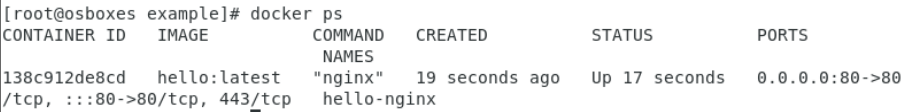 [root@osboxes example]# docker ps
CONTAINER ID   IMAGE          COMMAND   CREATED          STATUS          PORTS
                              NAMES
138c912de8cd   hello:latest   "nginx"   19 seconds ago   Up 17 seconds   0.0.0.0:80->80
/tcp, :::80->80/tcp, 443/tcp   hello-nginx